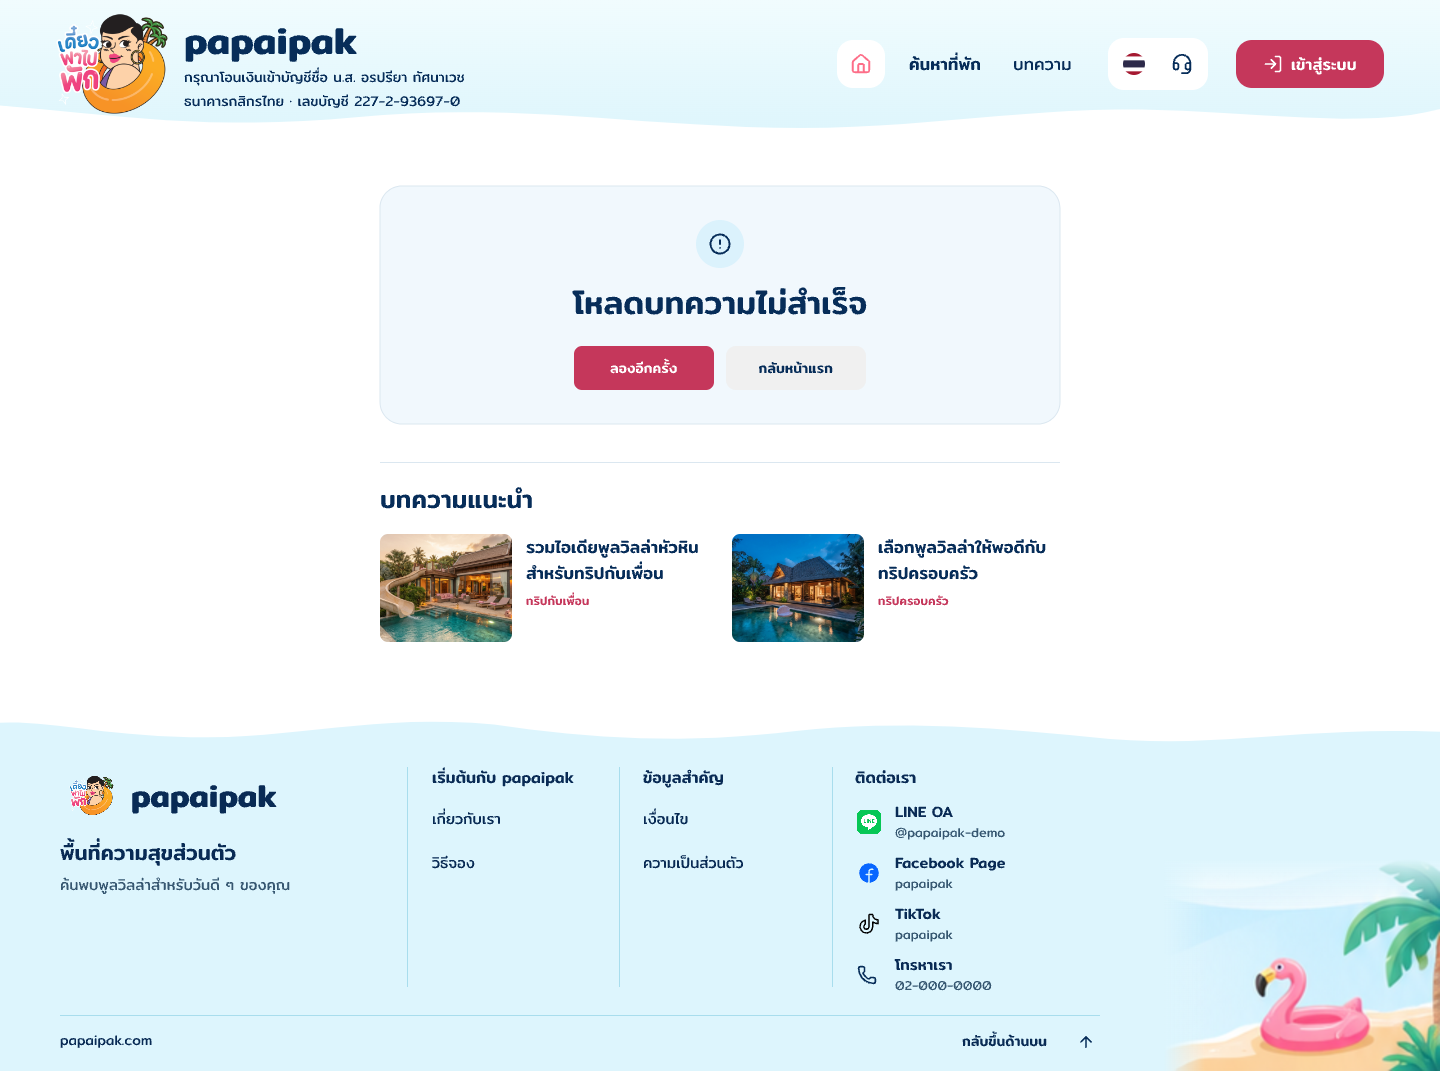 เดี๋ยว
พาไป
พัก
papaipak
กรุณาโอนเงินเข้าบัญชีชื่อ น.ส. อรปรียา ทัศนาเวช
ธนาคารกสิกรไทย · เลขบัญชี 227-2-93697-0
ค้นหาที่พัก
บทความ
เข้าสู่ระบบ
โหลดบทความไม่สำเร็จ
ลองอีกครั้ง
กลับหน้าแรก
บทความแนะนำ
รวมไอเดียพูลวิลล่าหัวหิน
สำหรับทริปกับเพื่อน
ทริปกับเพื่อน
เลือกพูลวิลล่าให้พอดีกับ
ทริปครอบครัว
ทริปครอบครัว
เดี๋ยว
พาไป
พัก
papaipak
พื้นที่ความสุขส่วนตัว
ค้นพบพูลวิลล่าสำหรับวันดี ๆ ของคุณ
เริ่มต้นกับ papaipak
เกี่ยวกับเรา
วิธีจอง
ข้อมูลสำคัญ
เงื่อนไข
ความเป็นส่วนตัว
ติดต่อเรา
LINE
LINE OA
@papaipak-demo
Facebook Page
papaipak
TikTok
papaipak
โทรหาเรา
02-000-0000
papaipak.com
กลับขึ้นด้านบน